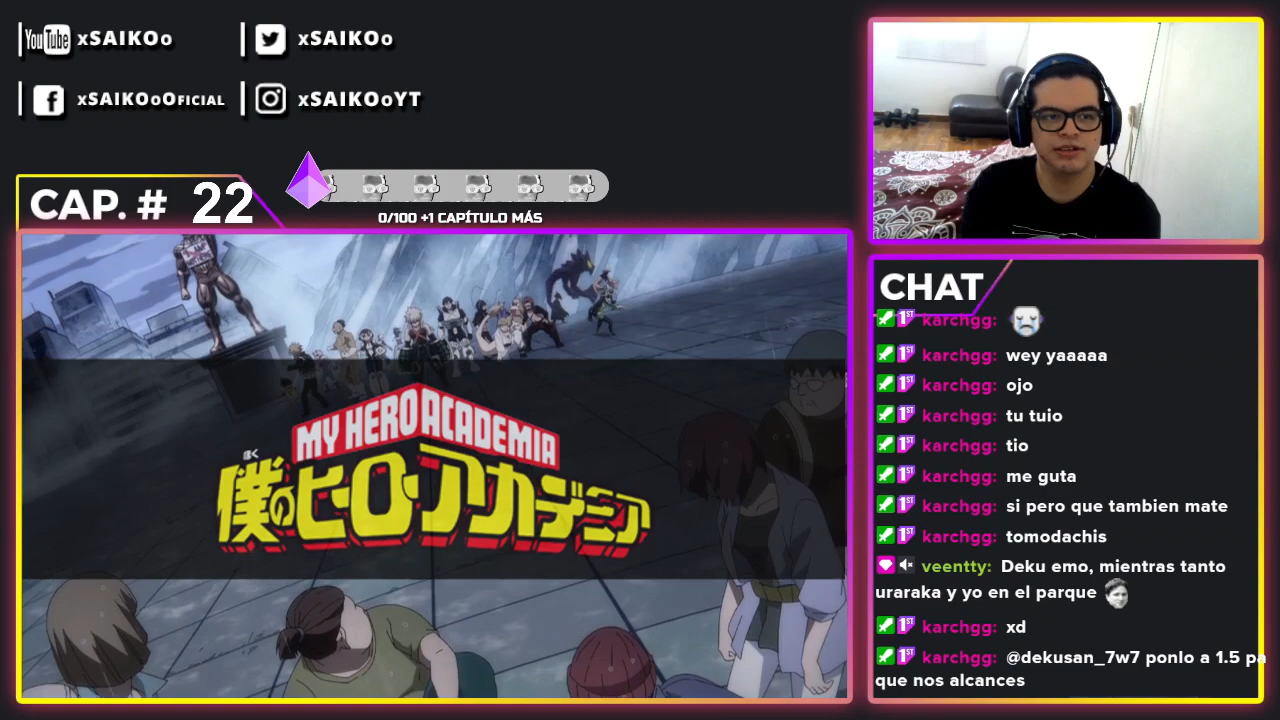 YouTube xSAIKOo
xSAIKOo
xSAIKOoOFICIAL
xSAIKOoYT
CAP. # 22
0/100 +1 CAPÍTULO MÁS
MY HERO ACADEMIA
ぼく
僕のヒーローアカデミア
CHAT
karchgg:
karchgg: wey yaaaaa
karchgg: ojo
karchgg: tu tuio
karchgg: tio
karchgg: me guta
karchgg: si pero que tambien mate
karchgg: tomodachis
veentty: Deku emo, mientras tanto
uraraka y yo en el parque
karchgg: xd
karchgg: @dekusan_7w7 ponlo a 1.5 pa
que nos alcances